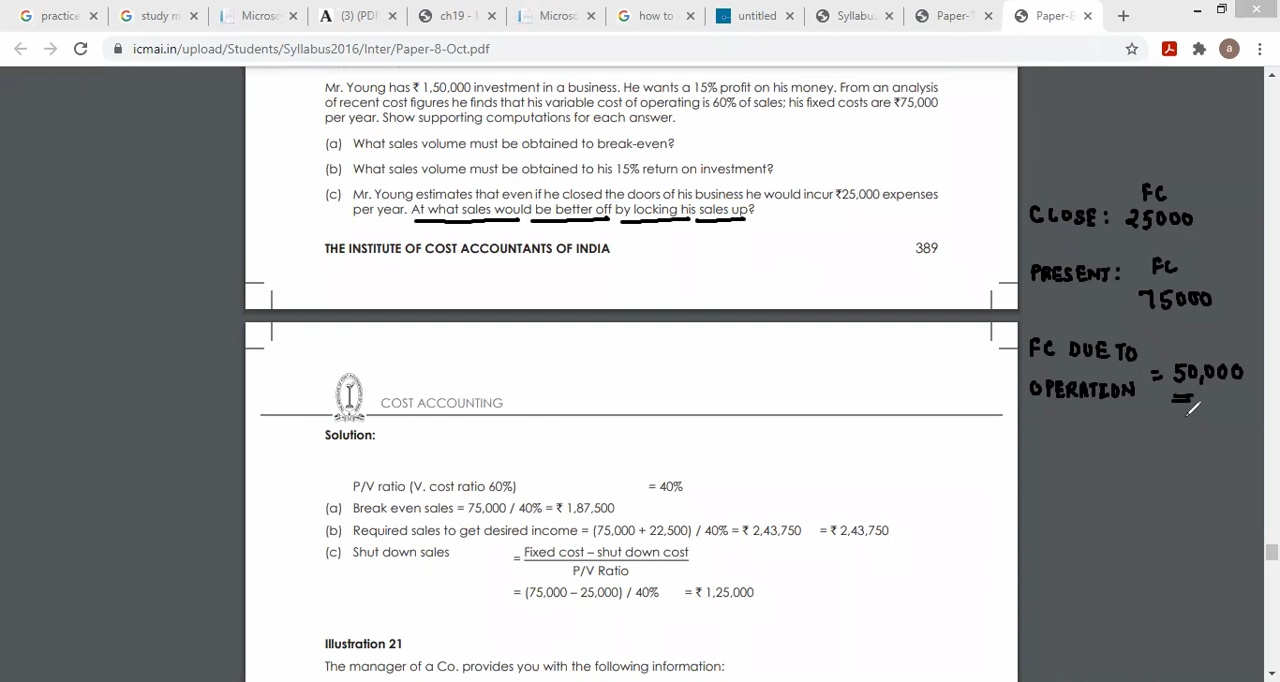 practice
study m
Microso
(3) (PDF
ch19 -
Microso
how to
untitled
Syllabus
Paper-1
Paper-8
icmai.in/upload/Students/Syllabus2016/Inter/Paper-8-Oct.pdf
a
Mr. Young has ₹ 1,50,000 investment in a business. He wants a 15% profit on his money. From an analysis
of recent cost figures he finds that his variable cost of operating is 60% of sales; his fixed costs are ₹75,000
per year. Show supporting computations for each answer.
(a) What sales volume must be obtained to break-even?
(b) What sales volume must be obtained to his 15% return on investment?
(c) Mr. Young estimates that even if he closed the doors of his business he would incur ₹25,000 expenses
per year. At what sales would be better off by locking his sales up?
THE INSTITUTE OF COST ACCOUNTANTS OF INDIA 389
FC
CLOSE: 25000
PRESENT: FC
75000
FC DUE TO
OPERATION = 50,000
COST ACCOUNTING
Solution:
P/V ratio (V. cost ratio 60%) = 40%
(a) Break even sales = 75,000 / 40% = ₹ 1,87,500
(b) Required sales to get desired income = (75,000 + 22,500) / 40% = ₹ 2,43,750 = ₹ 2,43,750
(c) Shut down sales = Fixed cost – shut down cost
P/V Ratio
= (75,000 – 25,000) / 40% = ₹ 1,25,000
Illustration 21
The manager of a Co. provides you with the following information: